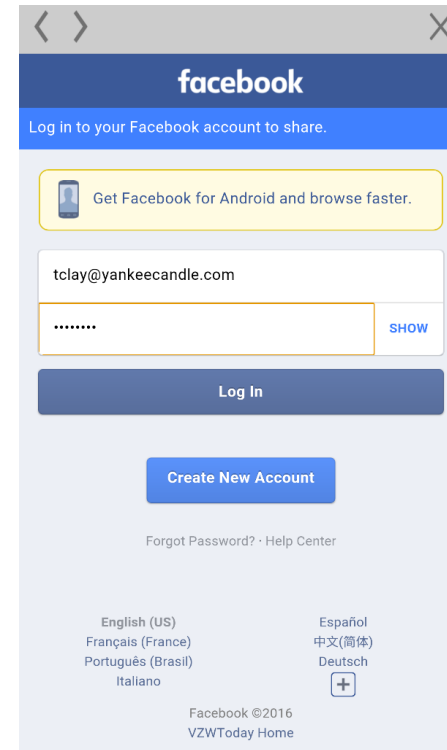 facebook
Log in to your Facebook account to share.
Get Facebook for Android and browse faster.
tclay@yankeecandle.com
••••••••
SHOW
Log In
Create New Account
Forgot Password? · Help Center
English (US)
Español
Français (France)
中文(简体)
Português (Brasil)
Deutsch
Italiano
Facebook ©2016
VZWToday Home